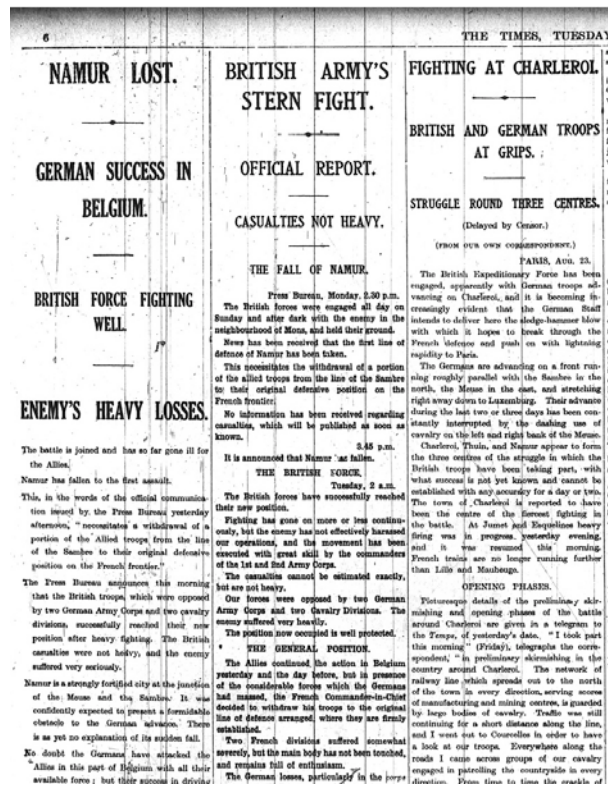 6
THE TIMES, TUESDAY
NAMUR LOST.
GERMAN SUCCESS IN
BELGIUM.
BRITISH FORCE FIGHTING
WELL.
ENEMY'S HEAVY LOSSES.
The battle is joined and has so far gone ill for
the Allies.
Namur has fallen to the first assault.
This, in the words of the official communica-
tion issued by the Press Bureau yesterday
afternoon, "necessitates a withdrawal of a
portion of the Allied troops from the line
of the Sambre to their original defensive
position on the French frontier."
The Press Bureau announces this morning
that the British troops, which were opposed
by two German Army Corps and two cavalry
divisions, successfully reached their new
position after heavy fighting. The British
casualties were not heavy, and the enemy
suffered very seriously.
Namur is a strongly fortified city at the junction
of the Meuse and the Sambre. It was
confidently expected to present a formidable
obstacle to the German advance. There
is as yet no explanation of its sudden fall.
No doubt the Germans have attacked the
Allies in this part of Belgium with all their
available force; but their success in driving
BRITISH ARMY'S
STERN FIGHT.
OFFICIAL REPORT.
CASUALTIES NOT HEAVY.
THE FALL OF NAMUR.
Press Bureau, Monday, 2.30 p.m.
The British forces were engaged all day on
Sunday and after dark with the enemy in the
neighbourhood of Mons, and held their ground.
News has been received that the first line of
defence of Namur has been taken.
This necessitates the withdrawal of a portion
of the allied troops from the line of the Sambre
to their original defensive position on the
French frontier.
No information has been received regarding
casualties, which will be published as soon as
known.
3.45 p.m.
It is announced that Namur has fallen.
THE BRITISH FORCE.
Tuesday, 2 a.m.
The British forces have successfully reached
their new position.
Fighting has gone on more or less continu-
ously, but the enemy has not effectively harassed
our operations, and the movement has been
executed with great skill by the commanders
of the 1st and 2nd Army Corps.
The casualties cannot be estimated exactly,
but are not heavy.
Our forces were opposed by two German
Army Corps and two Cavalry Divisions. The
enemy suffered very heavily.
The position now occupied is well protected.
THE GENERAL POSITION.
The Allies continued the action in Belgium
yesterday and the day before, but in presence
of the considerable forces which the Germans
had massed, the French Commander-in-Chief
decided to withdraw his troops to the original
line of defence arranged, where they are firmly
established.
Two French divisions suffered somewhat
severely, but the main body has not been touched,
and remains full of enthusiasm.
The German losses, particularly in the corps
FIGHTING AT CHARLEROI.
BRITISH AND GERMAN TROOPS
AT GRIPS.
STRUGGLE ROUND THREE CENTRES.
(Delayed by Censor.)
(FROM OUR OWN CORRESPONDENT.)
PARIS, AUG. 23.
The British Expeditionary Force has been
engaged, apparently with German troops ad-
vancing on Charleroi, and it is becoming in-
creasingly evident that the German Staff
intends to deliver here the sledge-hammer blow
with which it hopes to break through the
French defence and push on with lightning
rapidity to Paris.
The Germans are advancing on a front run-
ning roughly parallel with the Sambre in the
north, the Meuse in the east, and stretching
right away down to Luxemburg. Their advance
during the last two or three days has been con-
stantly interrupted by the dashing use of
cavalry on the left and right bank of the Meuse.
Charleroi, Thuin, and Namur appear to form
the three centres of the struggle in which the
British troops have been taking part, with
what success is not yet known and cannot be
established with any accuracy for a day or two.
The town of Charleroi is reported to have
been the centre of the fiercest fighting in
the battle. At Jumet and Esquelines heavy
firing was in progress yesterday evening,
and it was resumed this morning.
French trains are no longer running further
than Lille and Maubeuge.
OPENING PHASES.
Picturesque details of the preliminary skir-
mishing and opening phases of the battle
around Charleroi are given in a telegram to
the Temps, of yesterday's date. "I took part
this morning" (Friday), telegraphs the corre-
spondent, "in preliminary skirmishing in the
country around Charleroi. The network of
railway line which spreads out to the north
of the town in every direction, serving scores
of manufacturing and mining centres, is guarded
by large bodies of cavalry. Traffic was still
continuing for a short distance along the line,
and I went out to Courcelles in order to have
a look at our troops. Everywhere along the
roads I came across groups of our cavalry
engaged in patrolling the countryside in every
direction. From time to time the crackle of